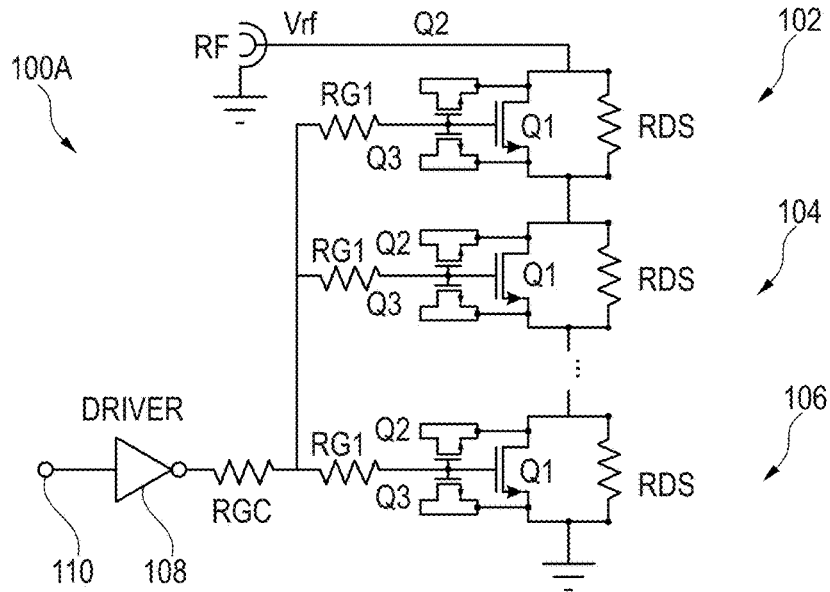 Vrf
Q2
102
RF
100A
RG1
Q1
RDS
Q3
104
RG1
Q2
Q1
RDS
Q3
...
106
DRIVER
RG1
Q2
Q1
RDS
Q3
RGC
110
108